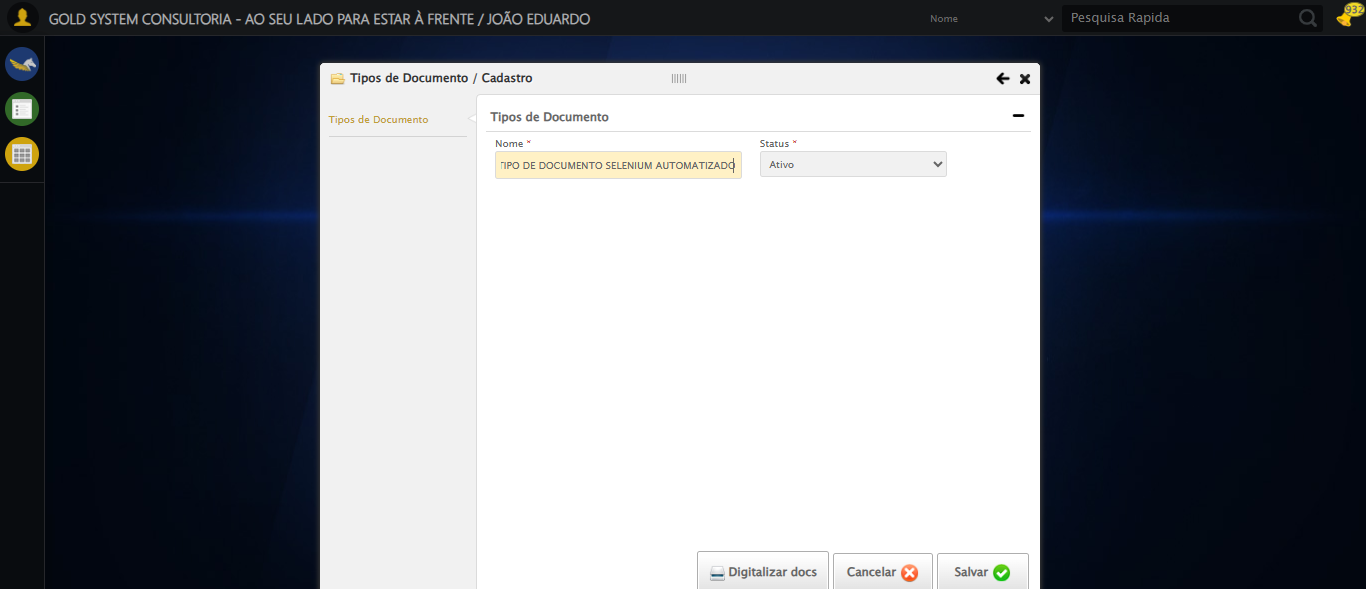 GOLD SYSTEM CONSULTORIA - AO SEU LADO PARA ESTAR À FRENTE / JOÃO EDUARDO
Nome
Pesquisa Rapida
932
Tipos de Documento / Cadastro
Tipos de Documento
Tipos de Documento
Nome *
Status *
TIPO DE DOCUMENTO SELENIUM AUTOMATIZADO
Ativo
Digitalizar docs
Cancelar
Salvar